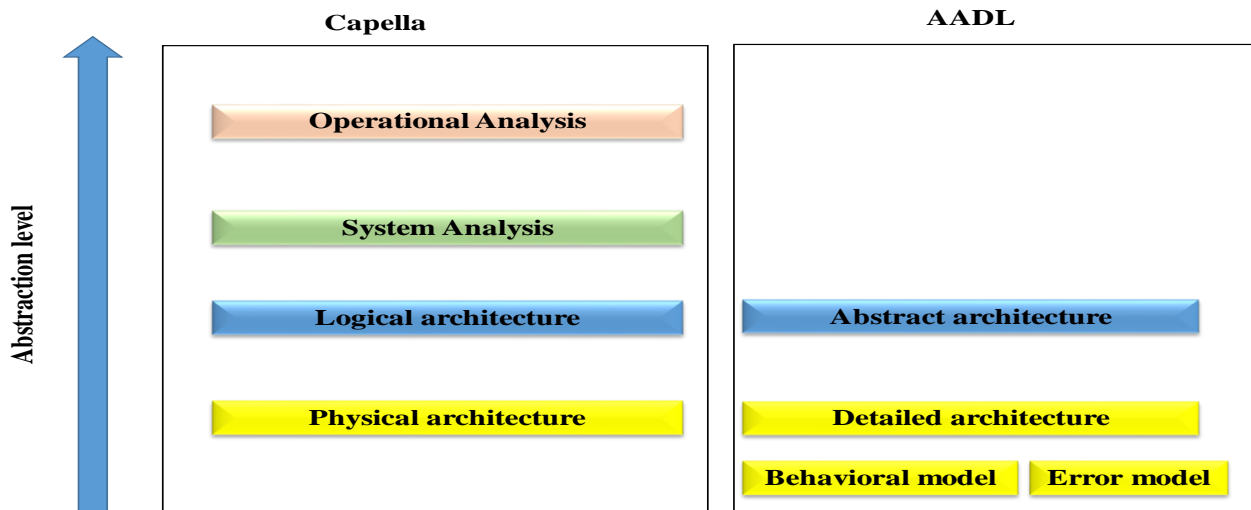 Capella
AADL
Abstraction level
Operational Analysis
System Analysis
Logical architecture
Abstract architecture
Physical architecture
Detailed architecture
Behavioral model
Error model